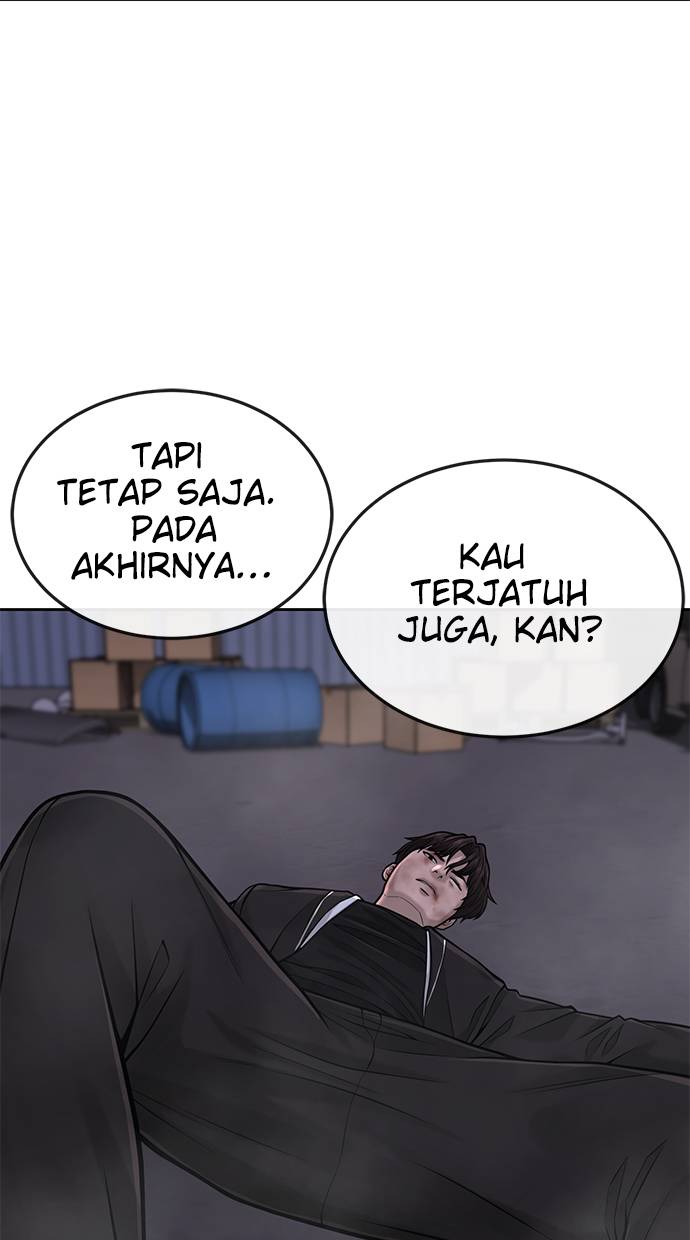 TAPI
TETAP SAJA.
PADA
AKHIRNYA...
KAU
TERJATUH
JUGA, KAN?